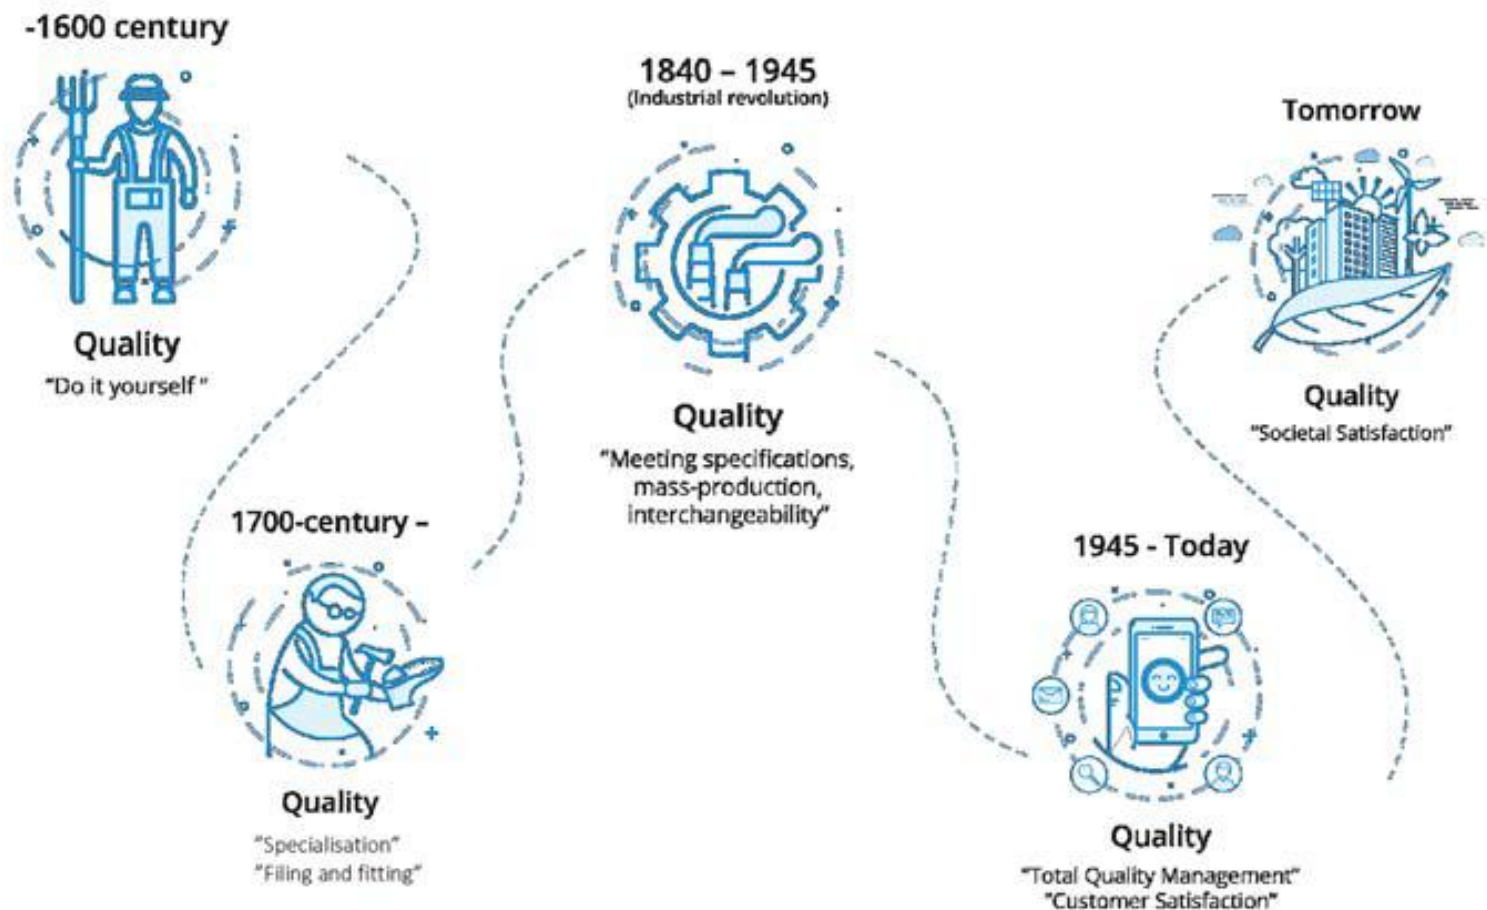 -1600 century
Quality
"Do it yourself"
1700-century –
Quality
"Specialisation"
"Filing and fitting"
1840 – 1945
(Industrial revolution)
Quality
"Meeting specifications,
mass-production,
interchangeability"
1945 - Today
Quality
"Total Quality Management"
"Customer Satisfaction"
Tomorrow
Quality
"Societal Satisfaction"